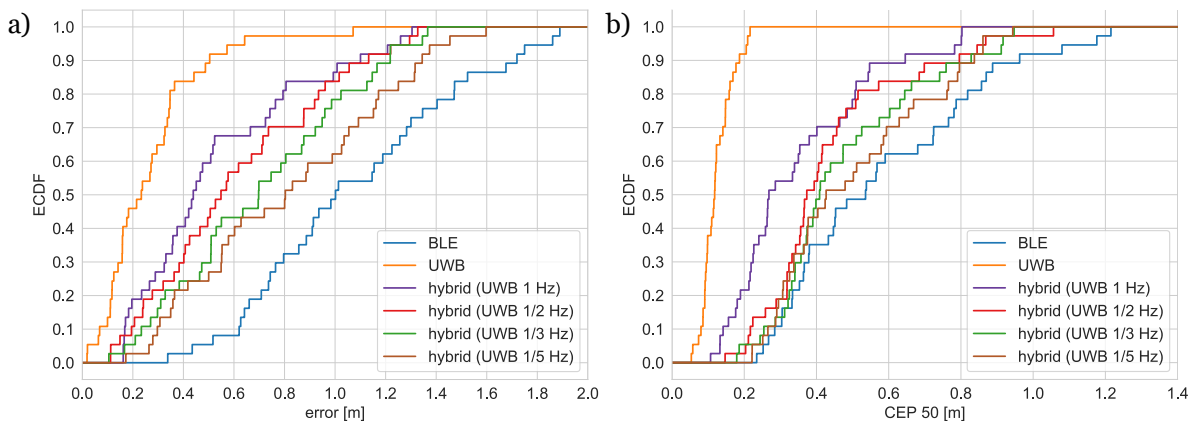 a)
ECDF
1.0
0.9
0.8
0.7
0.6
0.5
0.4
0.3
0.2
0.1
0.0
BLE
UWB
hybrid (UWB 1 Hz)
hybrid (UWB 1/2 Hz)
hybrid (UWB 1/3 Hz)
hybrid (UWB 1/5 Hz)
0.0 0.2 0.4 0.6 0.8 1.0 1.2 1.4 1.6 1.8 2.0
error [m]
b)
ECDF
1.0
0.9
0.8
0.7
0.6
0.5
0.4
0.3
0.2
0.1
0.0
BLE
UWB
hybrid (UWB 1 Hz)
hybrid (UWB 1/2 Hz)
hybrid (UWB 1/3 Hz)
hybrid (UWB 1/5 Hz)
0.0 0.2 0.4 0.6 0.8 1.0 1.2 1.4
CEP 50 [m]